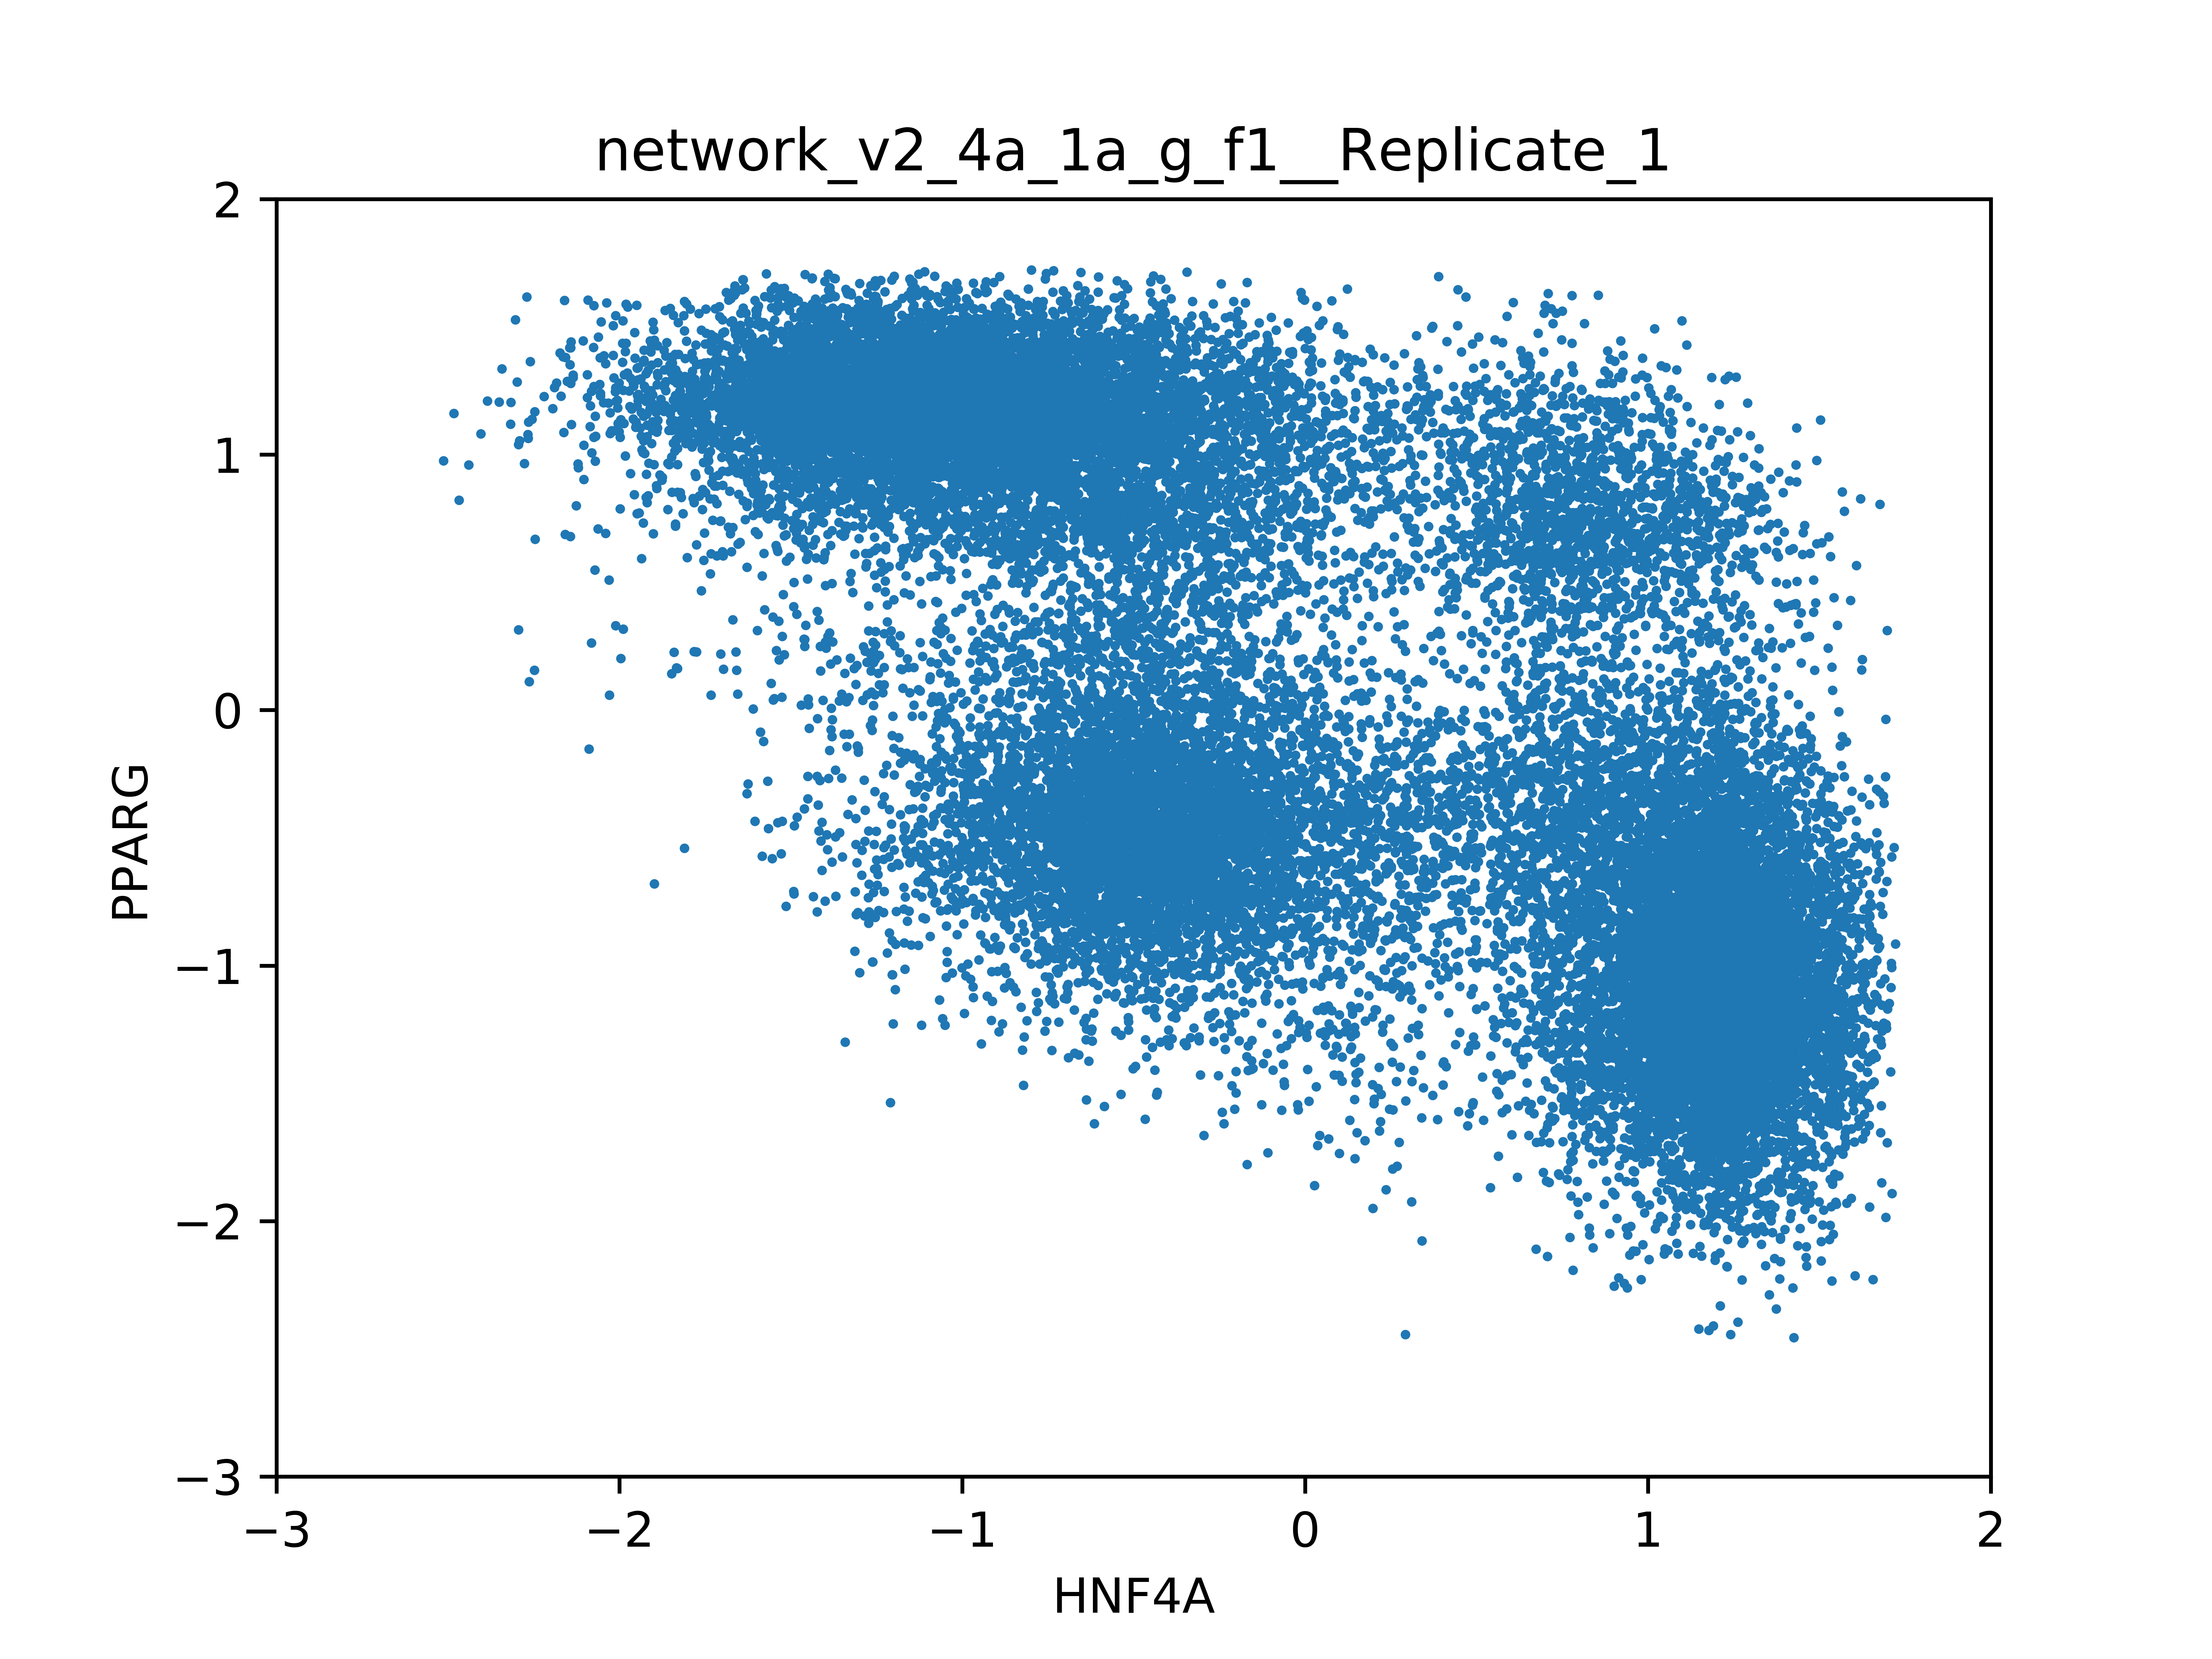 network_v2_4a_1a_g_f1__Replicate_1
2
1
0
−1
−2
−3
PPARG
−3 −2 −1 0 1 2
HNF4A